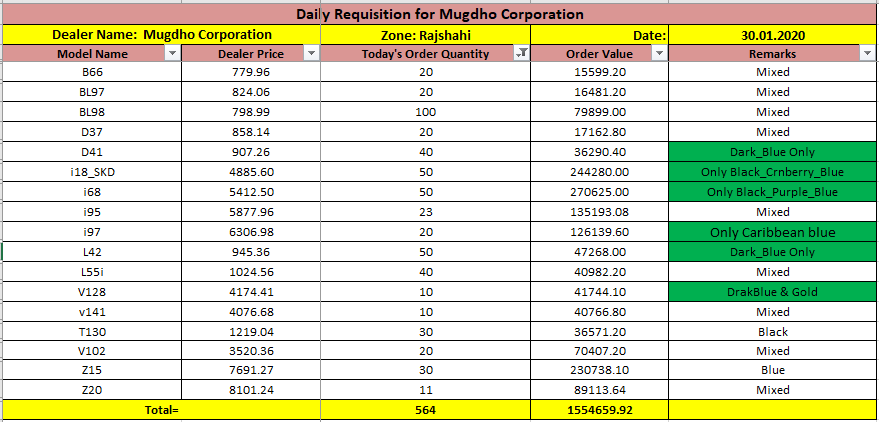 Daily Requisition for Mugdho Corporation
Dealer Name: Mugdho Corporation Zone: Rajshahi Date: 30.01.2020
Model Name Dealer Price Today's Order Quantity Order Value Remarks
B66 779.96 20 15599.20 Mixed
BL97 824.06 20 16481.20 Mixed
BL98 798.99 100 79899.00 Mixed
D37 858.14 20 17162.80 Mixed
D41 907.26 40 36290.40 Dark_Blue Only
i18_SKD 4885.60 50 244280.00 Only Black_Crnberry_Blue
i68 5412.50 50 270625.00 Only Black_Purple_Blue
i95 5877.96 23 135193.08 Mixed
i97 6306.98 20 126139.60 Only Caribbean blue
L42 945.36 50 47268.00 Dark_Blue Only
L55i 1024.56 40 40982.20 Mixed
V128 4174.41 10 41744.10 DrakBlue & Gold
v141 4076.68 10 40766.80 Mixed
T130 1219.04 30 36571.20 Black
V102 3520.36 20 70407.20 Mixed
Z15 7691.27 30 230738.10 Blue
Z20 8101.24 11 89113.64 Mixed
Total= 564 1554659.92